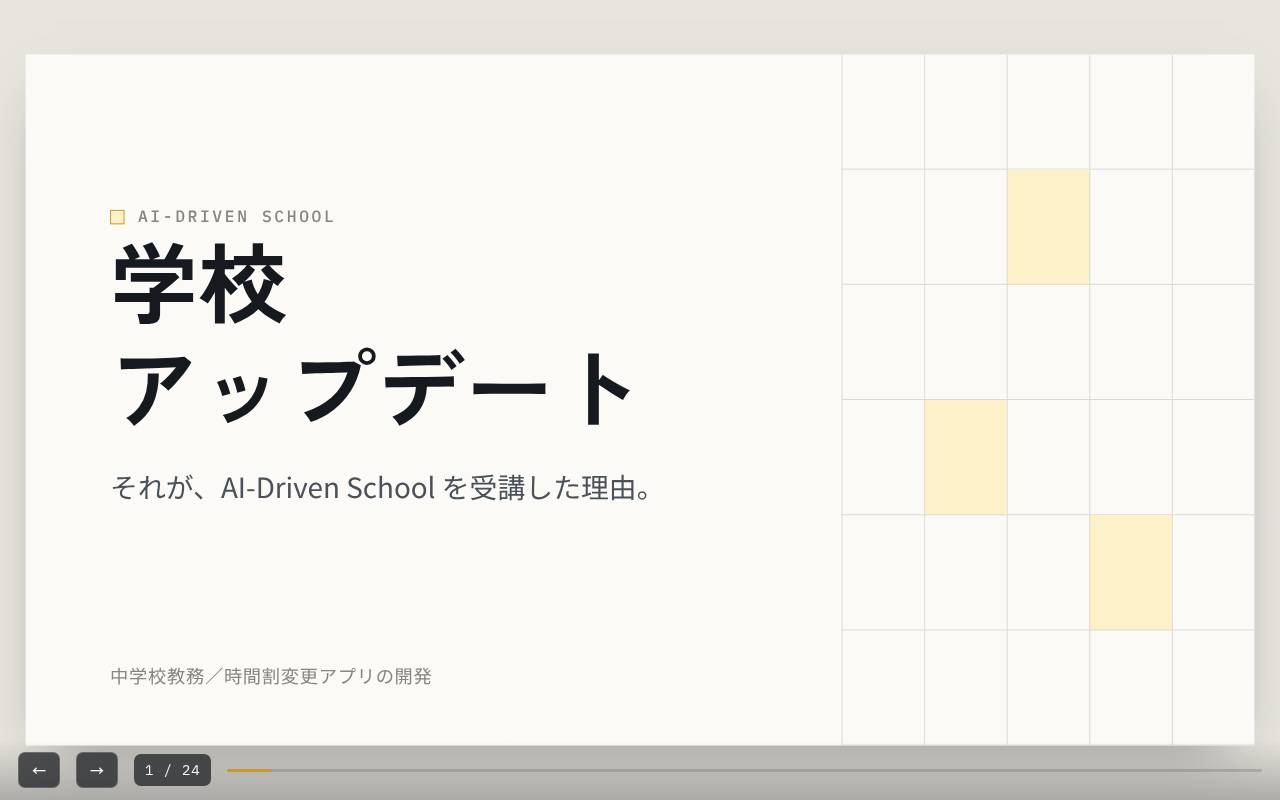 AI-DRIVEN SCHOOL
学校
アップデート
それが、AI-Driven School を受講した理由。
中学校教務／時間割変更アプリの開発
← → 1 / 24